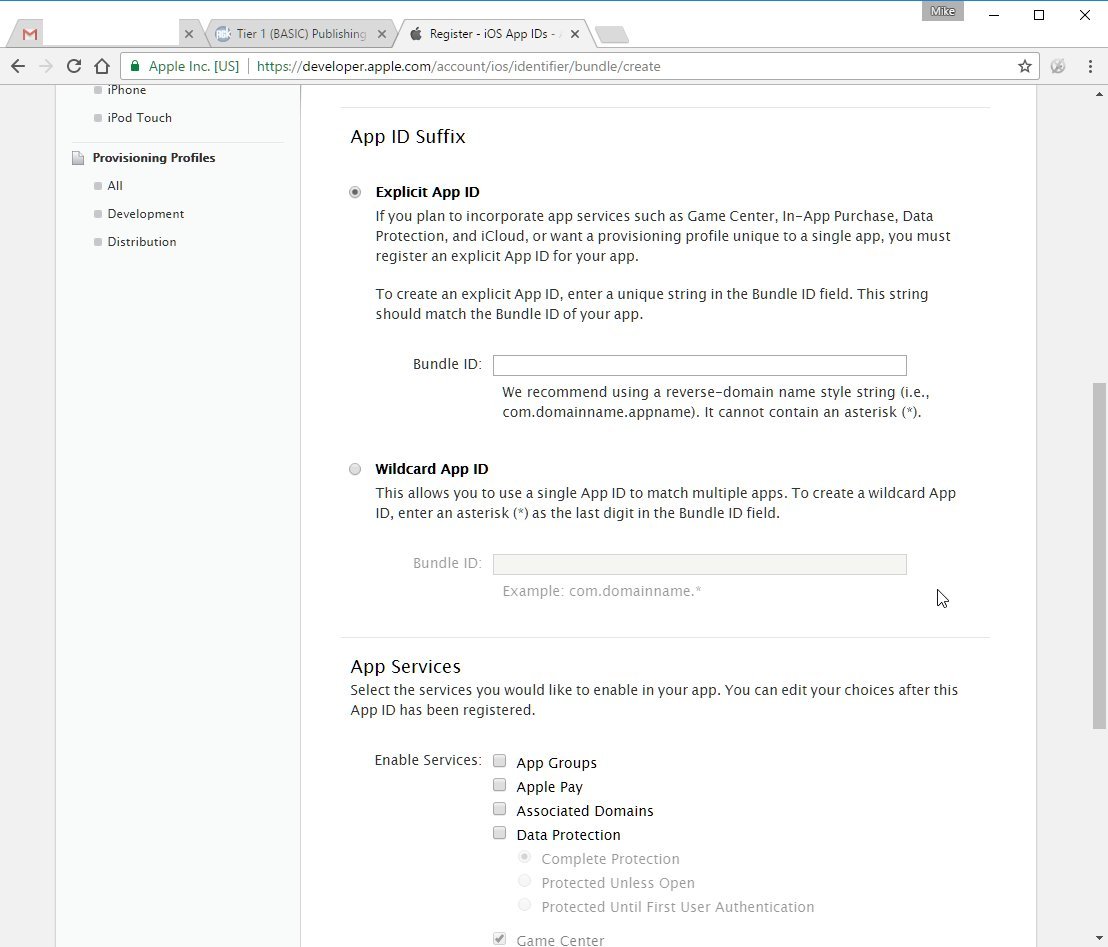 Mike
Tier 1 (BASIC) Publishing
Register - iOS App IDs -
Apple Inc. [US]
https://developer.apple.com/account/ios/identifier/bundle/create
iPhone
iPod Touch
Provisioning Profiles
All
Development
Distribution
App ID Suffix
Explicit App ID
If you plan to incorporate app services such as Game Center, In-App Purchase, Data
Protection, and iCloud, or want a provisioning profile unique to a single app, you must
register an explicit App ID for your app.
To create an explicit App ID, enter a unique string in the Bundle ID field. This string
should match the Bundle ID of your app.
Bundle ID:
We recommend using a reverse-domain name style string (i.e.,
com.domainname.appname). It cannot contain an asterisk (*).
Wildcard App ID
This allows you to use a single App ID to match multiple apps. To create a wildcard App
ID, enter an asterisk (*) as the last digit in the Bundle ID field.
Bundle ID:
Example: com.domainname.*
App Services
Select the services you would like to enable in your app. You can edit your choices after this
App ID has been registered.
Enable Services:
App Groups
Apple Pay
Associated Domains
Data Protection
Complete Protection
Protected Unless Open
Protected Until First User Authentication
Game Center